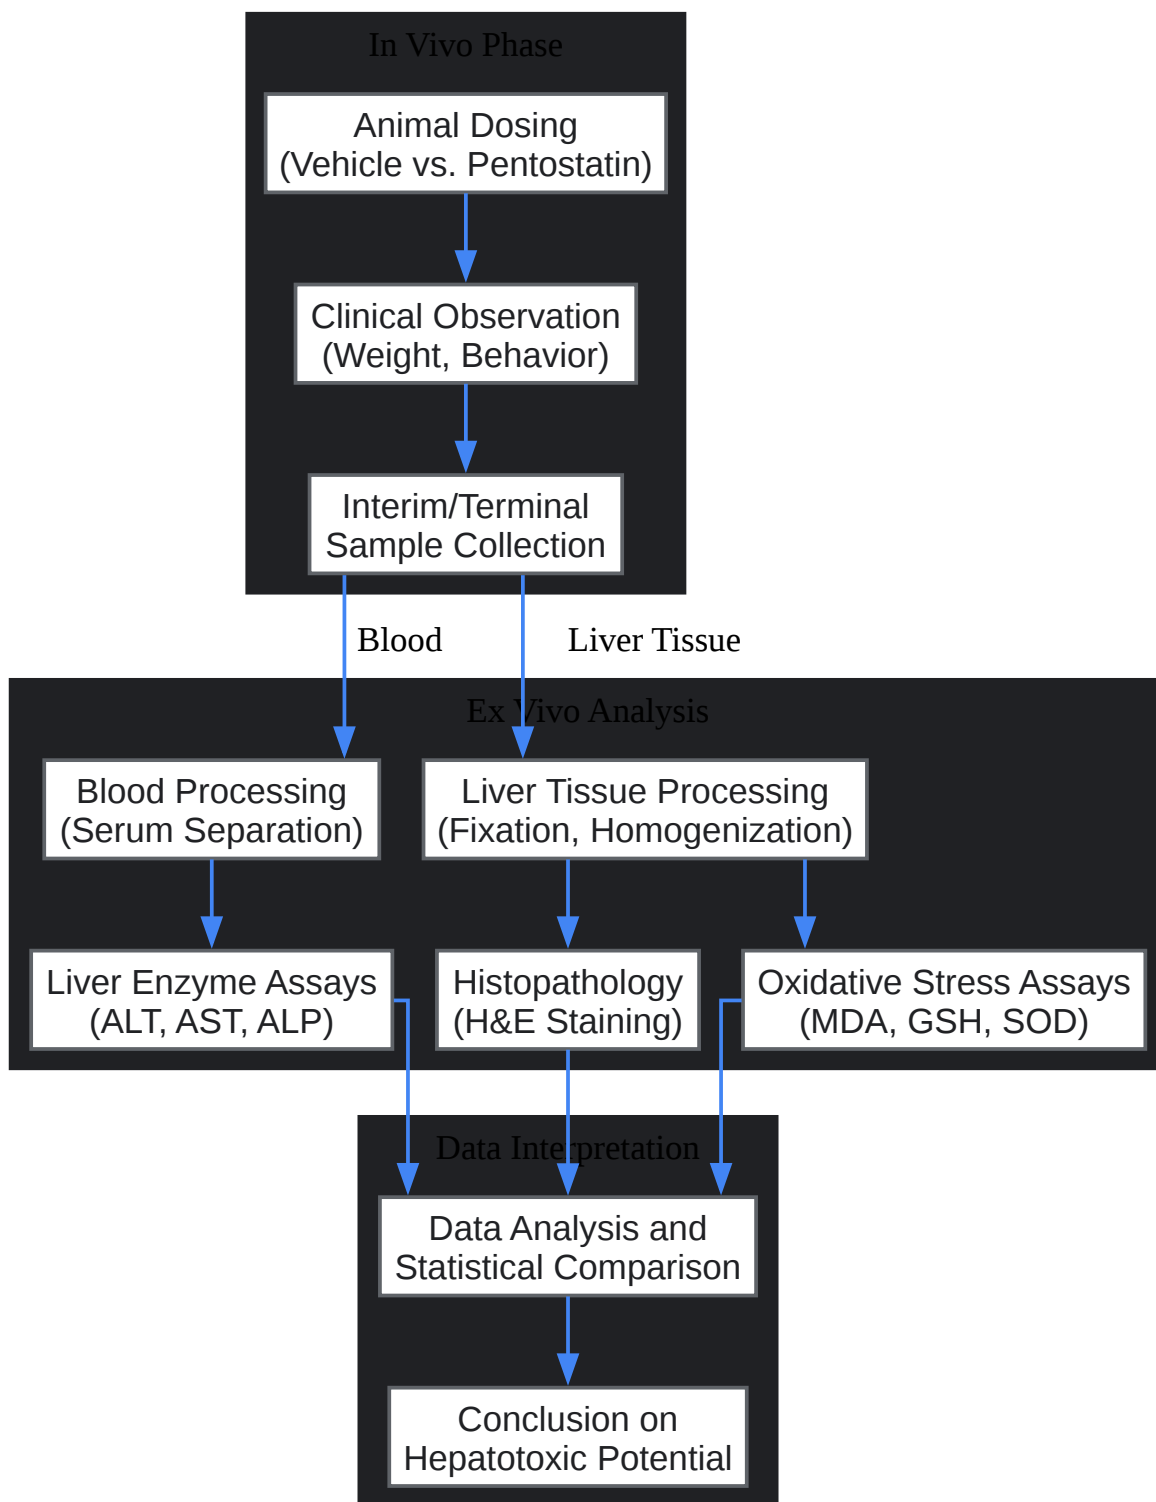 In Vivo Phase
Animal Dosing
(Vehicle vs. Pentostatin)
Clinical Observation
(Weight, Behavior)
Interim/Terminal
Sample Collection
Blood
Liver Tissue
Ex Vivo Analysis
Blood Processing
(Serum Separation)
Liver Tissue Processing
(Fixation, Homogenization)
Liver Enzyme Assays
(ALT, AST, ALP)
Histopathology
(H&E Staining)
Oxidative Stress Assays
(MDA, GSH, SOD)
Data Interpretation
Data Analysis and
Statistical Comparison
Conclusion on
Hepatotoxic Potential